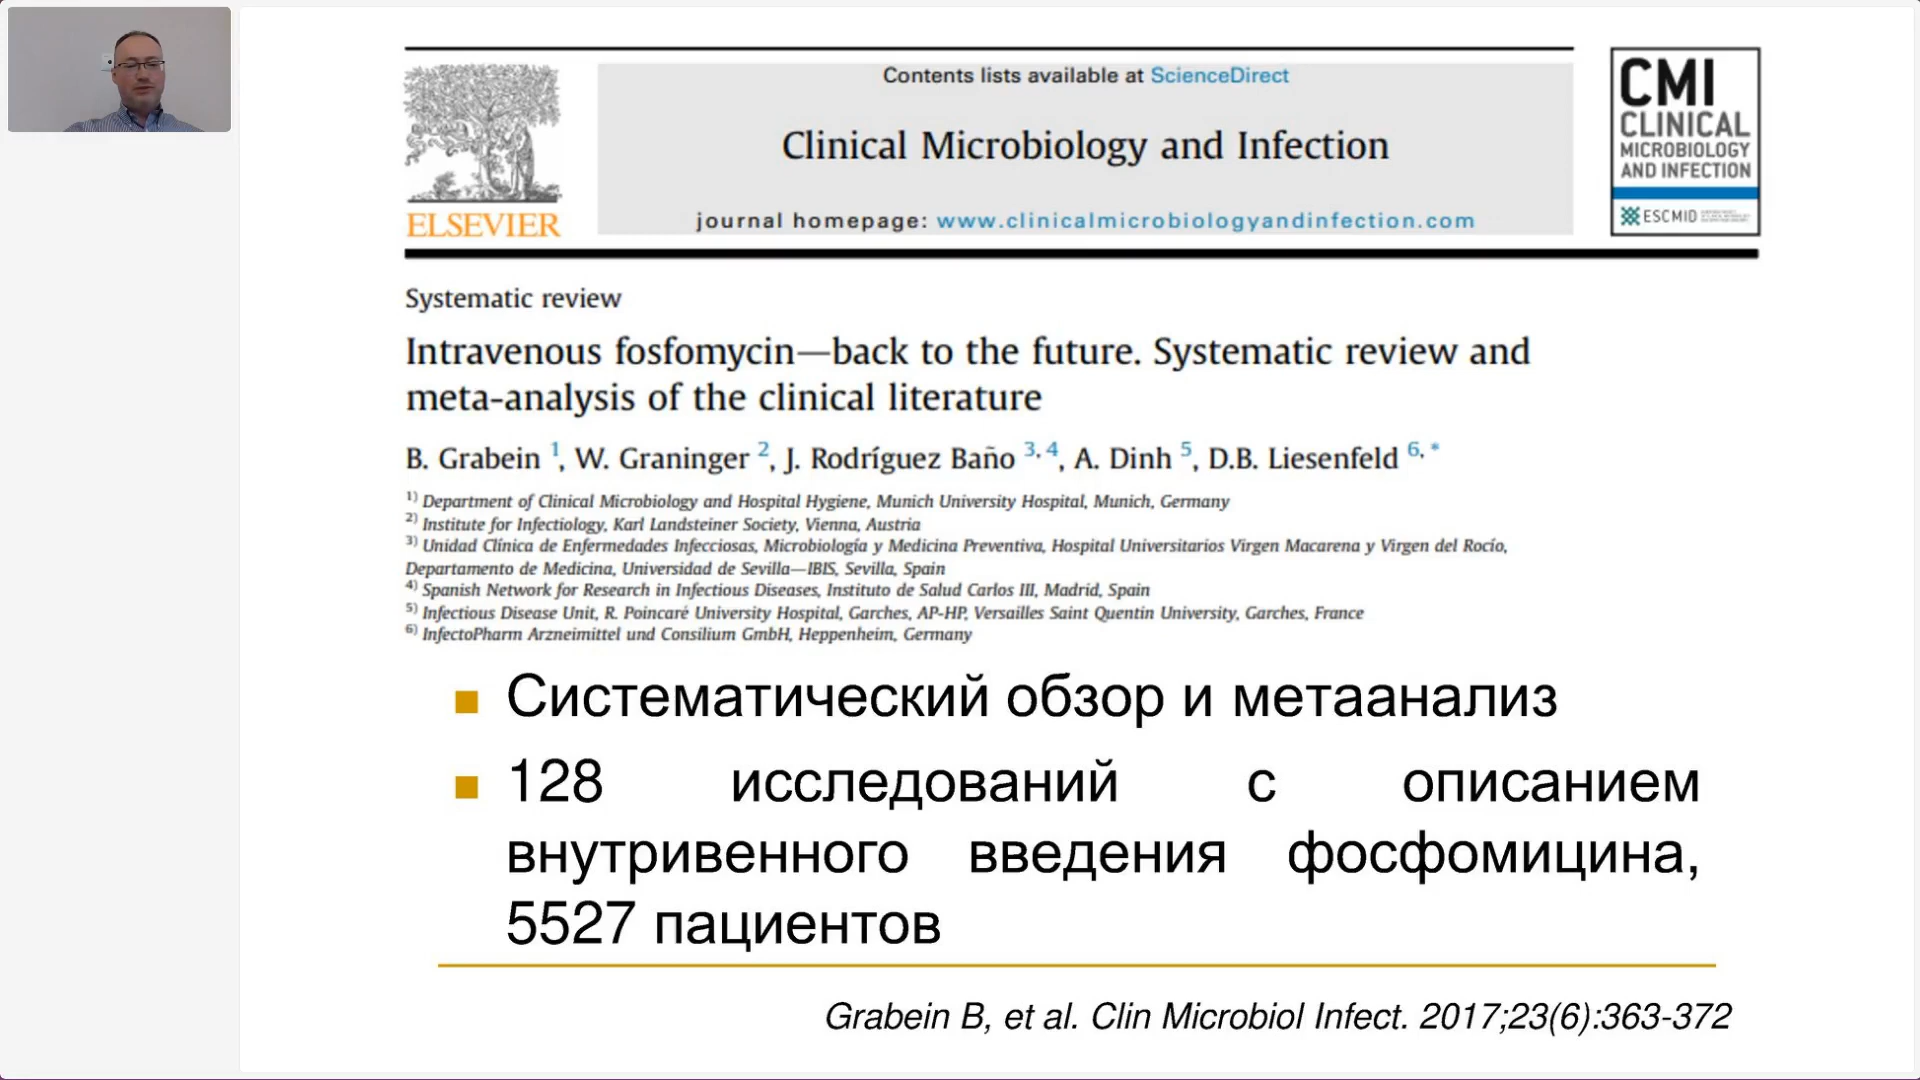 Contents lists available at ScienceDirect
Clinical Microbiology and Infection
journal homepage: www.clinicalmicrobiologyandinfection.com
ELSEVIER
CMI
CLINICAL
MICROBIOLOGY
AND INFECTION
ESCMID
Systematic review
Intravenous fosfomycin—back to the future. Systematic review and
meta-analysis of the clinical literature
B. Grabein 1, W. Graninger 2, J. Rodríguez Baño 3, 4, A. Dinh 5, D.B. Liesenfeld 6, *
1) Department of Clinical Microbiology and Hospital Hygiene, Munich University Hospital, Munich, Germany
2) Institute for Infectiology, Karl Landsteiner Society, Vienna, Austria
3) Unidad Clínica de Enfermedades Infecciosas, Microbiología y Medicina Preventiva, Hospital Universitarios Virgen Macarena y Virgen del Rocío,
Departamento de Medicina, Universidad de Sevilla—IBIS, Sevilla, Spain
4) Spanish Network for Research in Infectious Diseases, Instituto de Salud Carlos III, Madrid, Spain
5) Infectious Disease Unit, R. Poincaré University Hospital, Garches, AP-HP, Versailles Saint Quentin University, Garches, France
6) InfectoPharm Arzneimittel und Consilium GmbH, Heppenheim, Germany
Систематический обзор и метаанализ
128 исследований с описанием
внутривенного введения фосфомицина,
5527 пациентов
Grabein B, et al. Clin Microbiol Infect. 2017;23(6):363-372